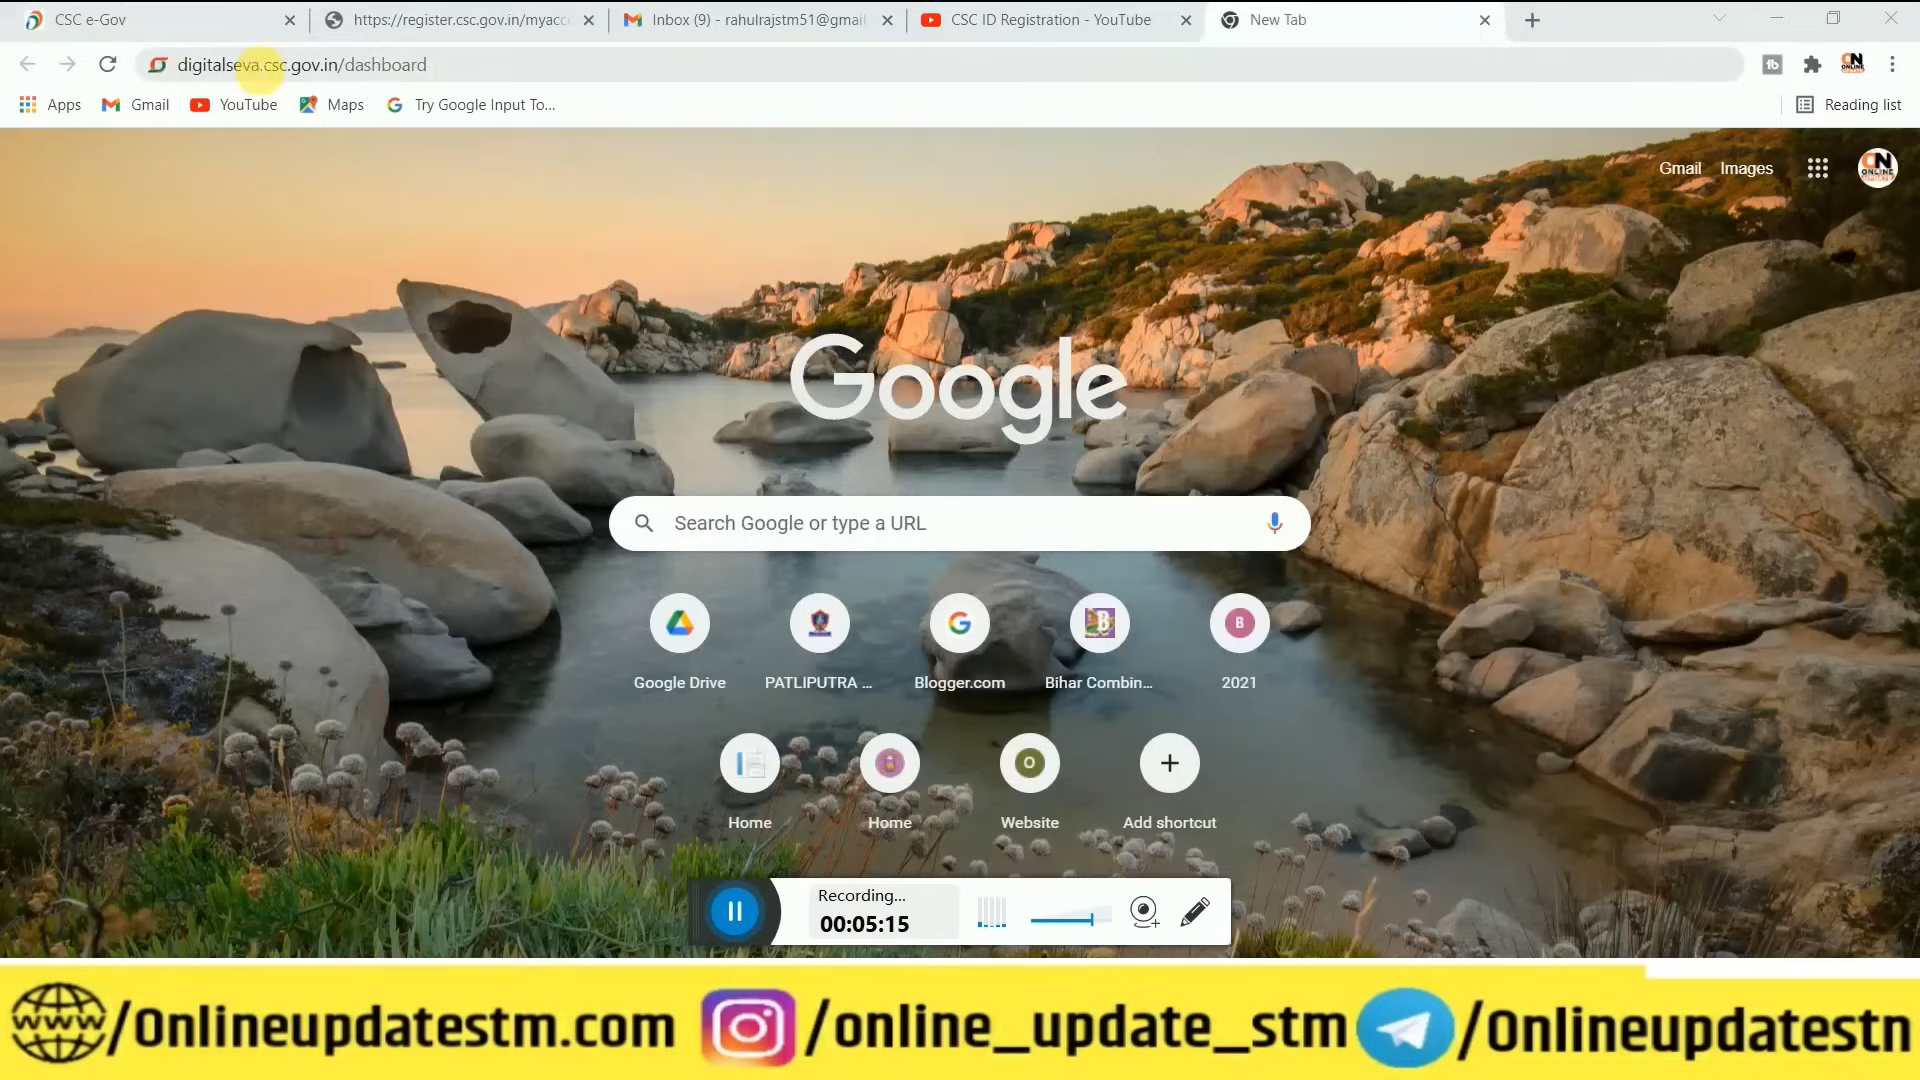 CSC e-Gov
https://register.csc.gov.in/myacc
Inbox (9) - rahulrajstm51@gmail
CSC ID Registration - YouTube
New Tab
digitalseva.csc.gov.in/dashboard
Apps
Gmail
YouTube
Maps
Try Google Input To...
Reading list
Gmail Images
Google
Search Google or type a URL
Google Drive
PATLIPUTRA ...
Blogger.com
Bihar Combin...
2021
Home
Home
Website
Add shortcut
Recording...
00:05:15
/Onlineupdatestm.com
/online_update_stm
/Onlineupdatestn